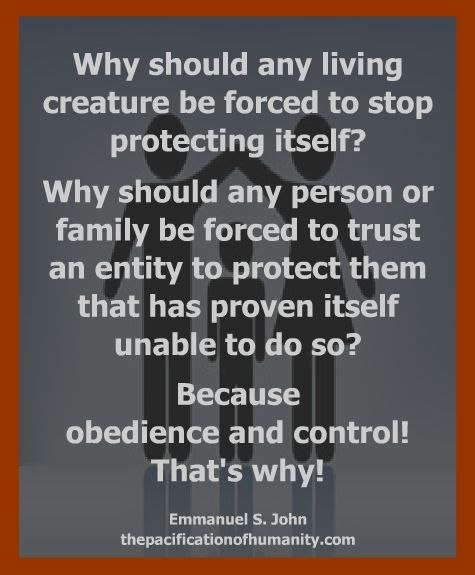 Why should any living
creature be forced to stop
protecting itself?
Why should any person or
family be forced to trust
an entity to protect them
that has proven itself
unable to do so?
Because
obedience and control!
That's why!
Emmanuel S. John
thepacificationofhumanity.com